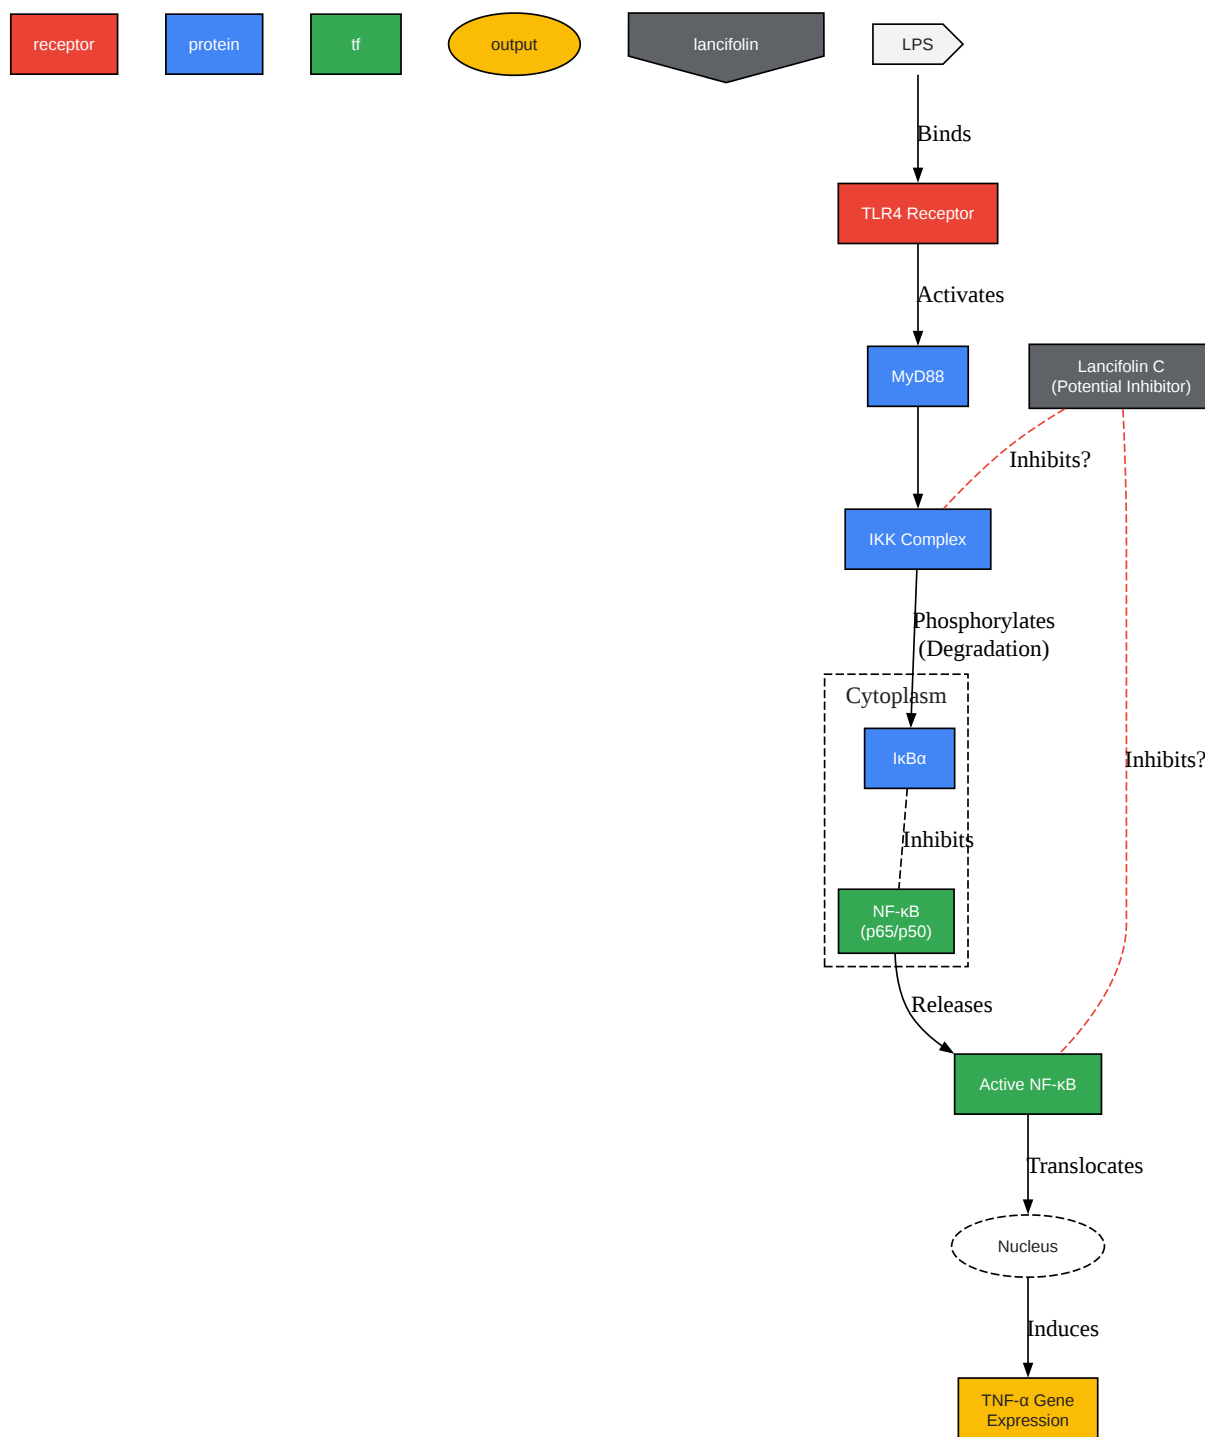 receptor
protein
tf
output
lancifolin
LPS
Binds
TLR4 Receptor
Activates
MyD88
Lancifolin C
(Potential Inhibitor)
Inhibits?
IKK Complex
Phosphorylates
(Degradation)
Cytoplasm
IκBα
Inhibits?
Inhibits
NF-κB
(p65/p50)
Releases
Active NF-κB
Translocates
Nucleus
Induces
TNF-α Gene
Expression